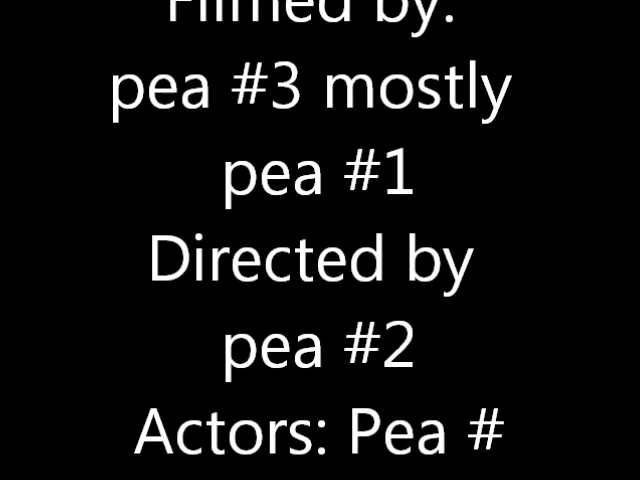 Filmed by:
pea #3 mostly
pea #1
Directed by
pea #2
Actors: Pea #